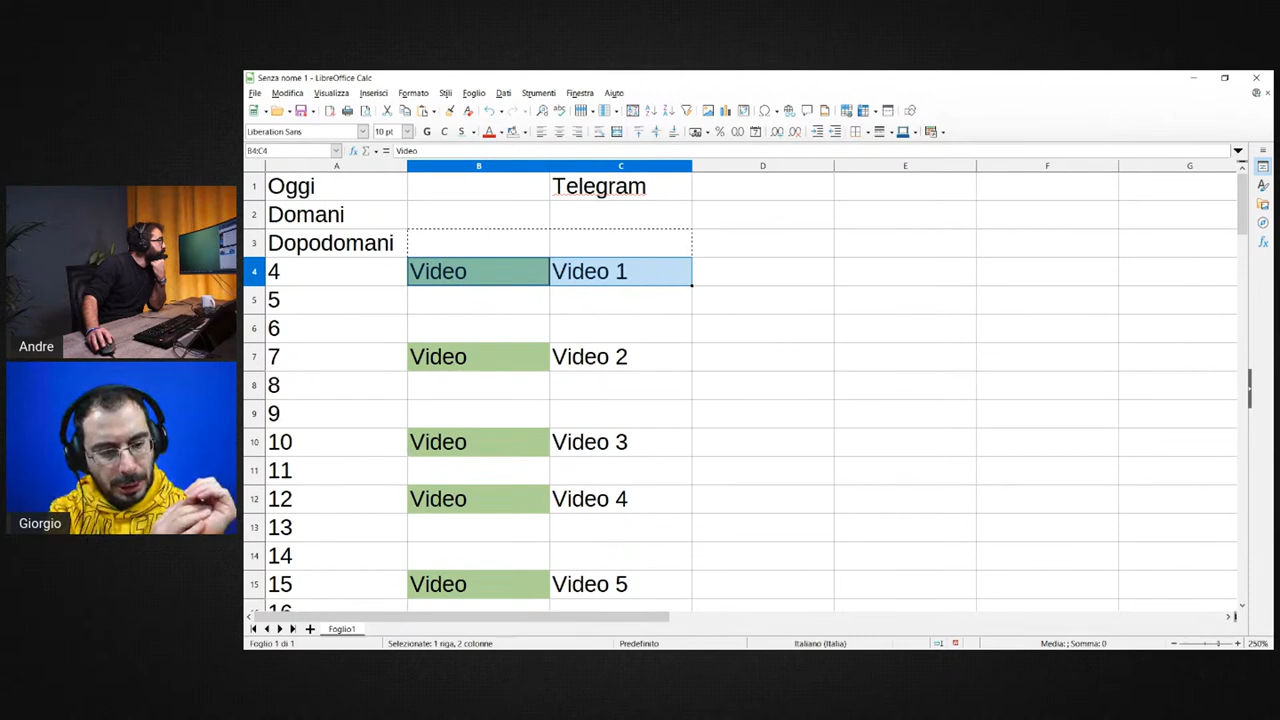 Senza nome 1 - LibreOffice Calc
File Modifica Visualizza Inserisci Formato Stili Foglio Dati Strumenti Finestra Aiuto
Liberation Sans 10 pt G C S
B4:C4 Video
A B C D E F G
1 Oggi Telegram
2 Domani
3 Dopodomani
4 4 Video Video 1
5 5
6 6
7 7 Video Video 2
8 8
9 9
10 10 Video Video 3
11 11
12 12 Video Video 4
13 13
14 14
15 15 Video Video 5
16
Foglio1
Foglio 1 di 1 Selezionate: 1 riga, 2 colonne Predefinito Italiano (Italia) Media: ; Somma: 0 250%
Andre
Giorgio